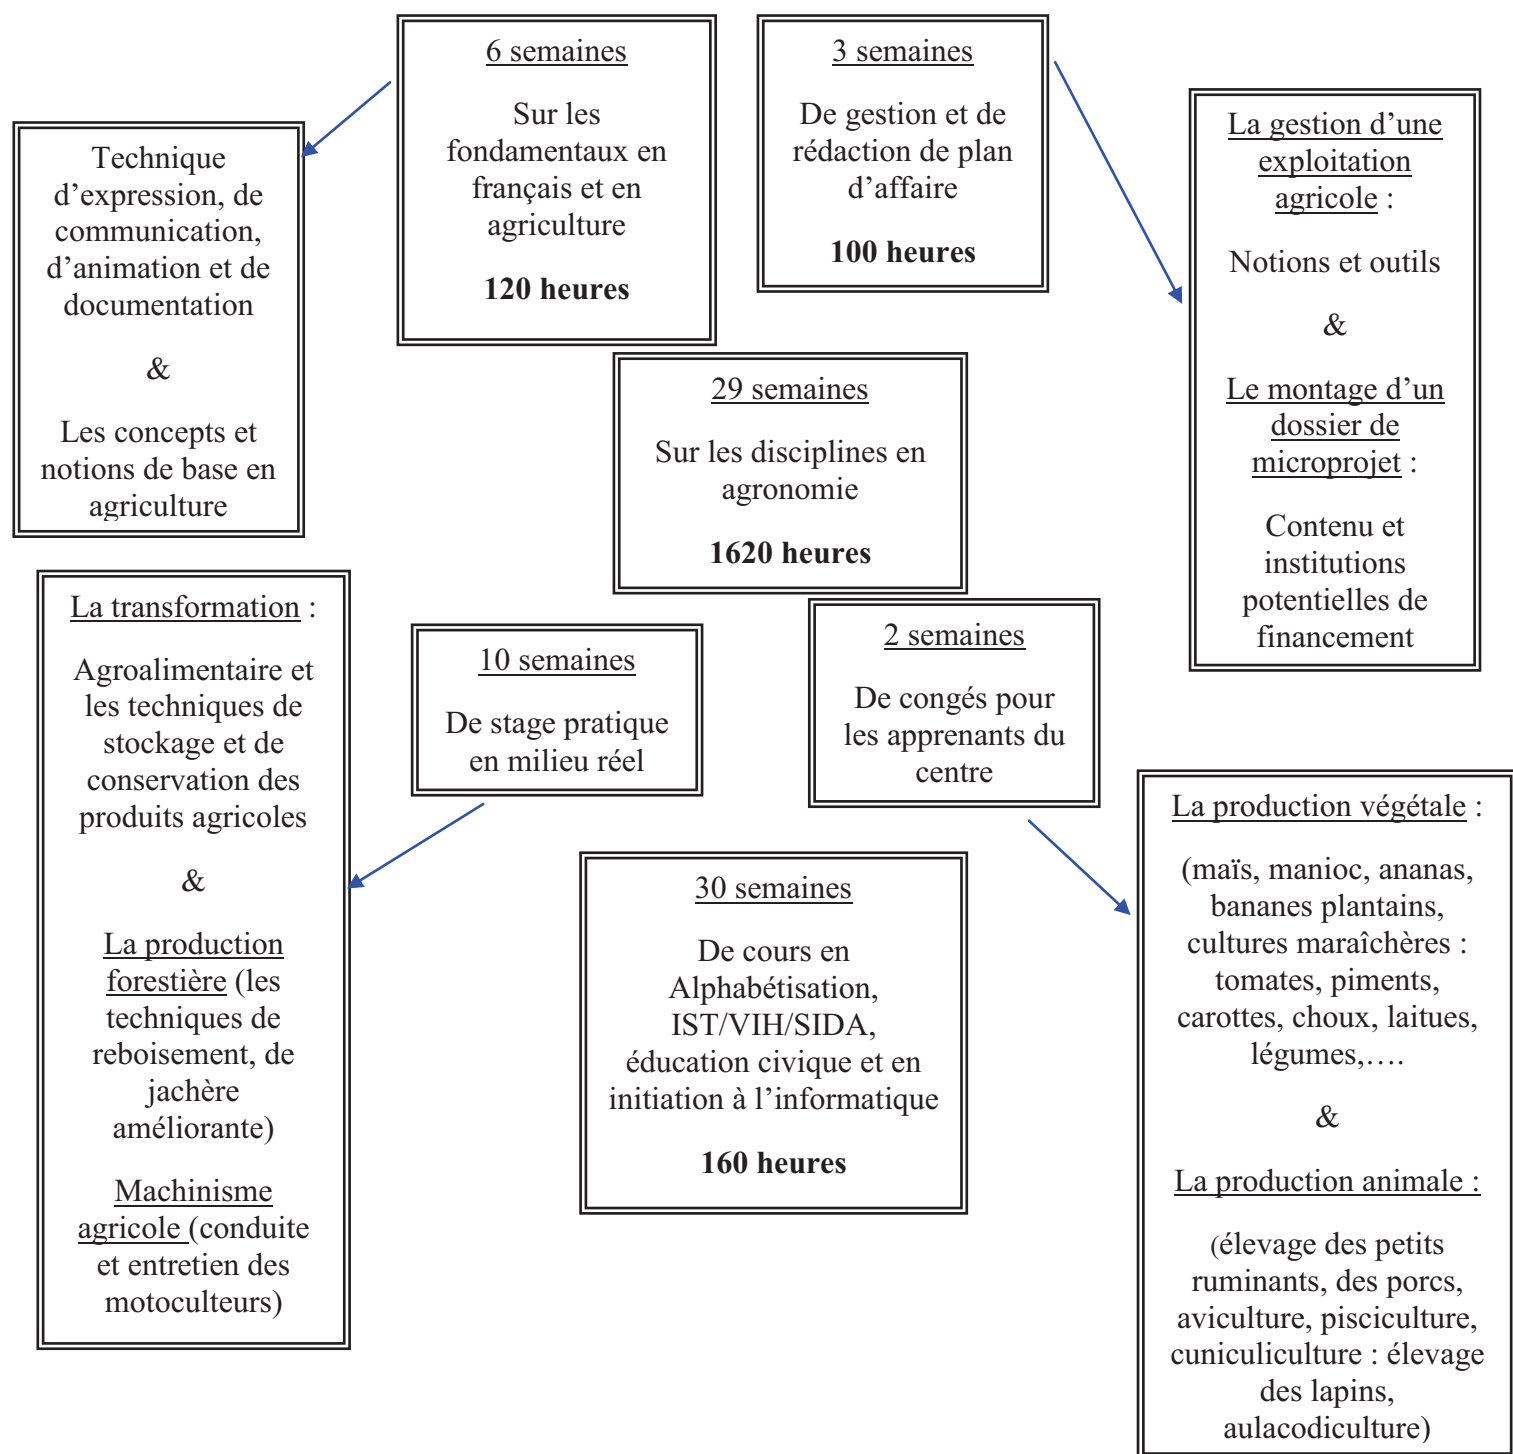 6 semaines
Sur les
fondamentaux en
français et en
agriculture
120 heures
3 semaines
De gestion et de
rédaction de plan
d’affaire
100 heures
Technique
d’expression, de
communication,
d’animation et de
documentation
&
Les concepts et
notions de base en
agriculture
La gestion d’une
exploitation
agricole :
Notions et outils
&
Le montage d’un
dossier de
microprojet :
Contenu et
institutions
potentielles de
financement
29 semaines
Sur les disciplines en
agronomie
1620 heures
La transformation :
Agroalimentaire et
les techniques de
stockage et de
conservation des
produits agricoles
&
La production
forestière (les
techniques de
reboisement, de
jachère
améliorante)
Machinisme
agricole (conduite
et entretien des
motoculteurs)
10 semaines
De stage pratique
en milieu réel
2 semaines
De congés pour
les apprenants du
centre
30 semaines
De cours en
Alphabétisation,
IST/VIH/SIDA,
éducation civique et en
initiation à l’informatique
160 heures
La production végétale :
(maïs, manioc, ananas,
bananes plantains,
cultures maraîchères :
tomates, piments,
carottes, choux, laitues,
légumes,….
&
La production animale :
(élevage des petits
ruminants, des porcs,
aviculture, pisciculture,
cuniculiculture : élevage
des lapins,
aulacodiculture)